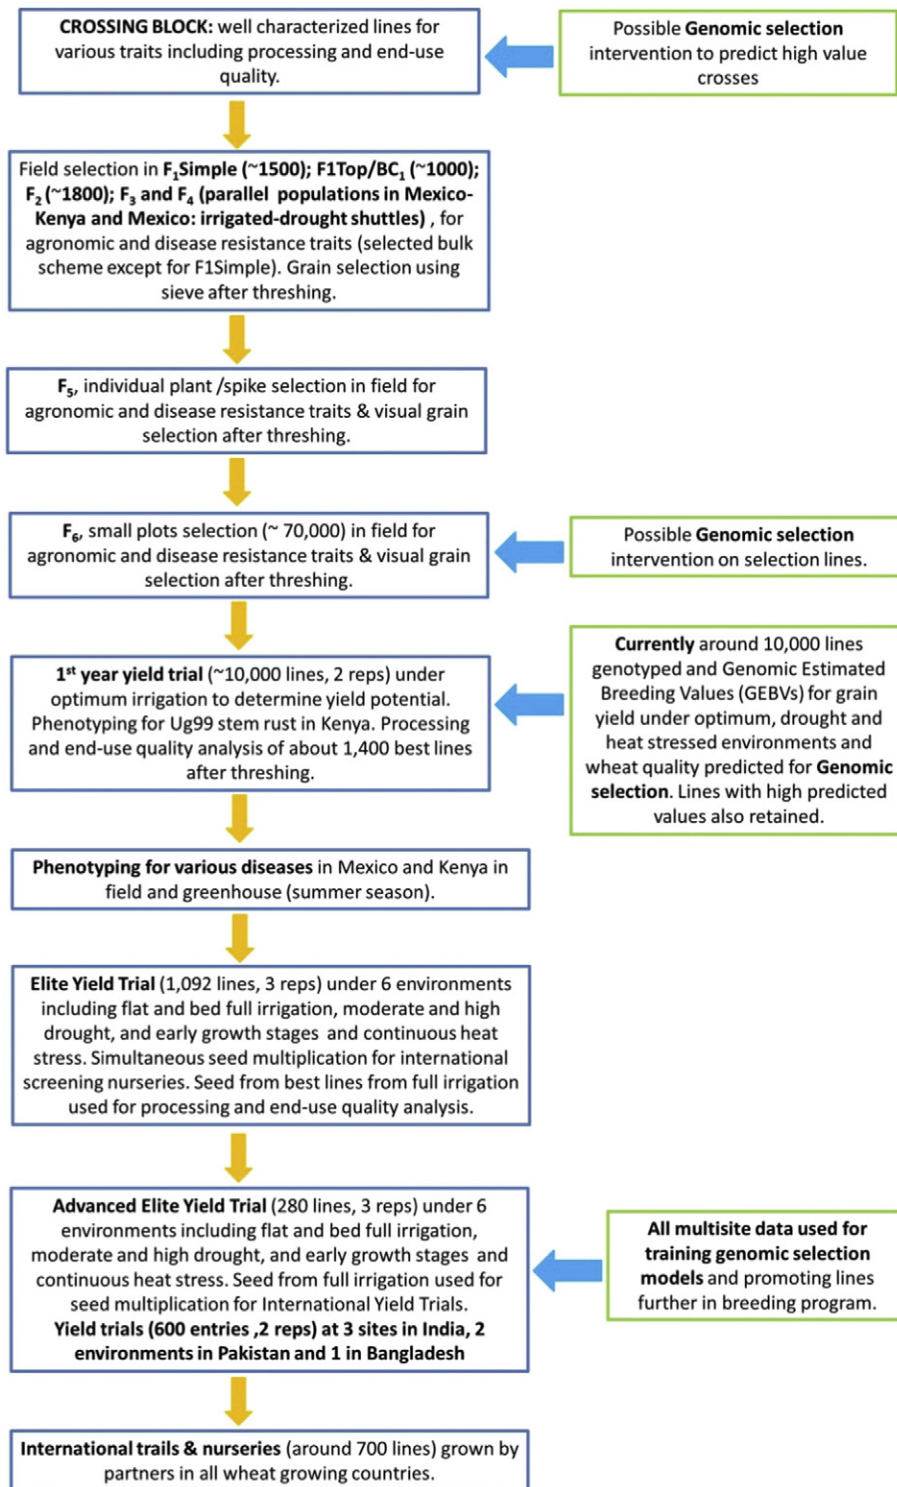 CROSSING BLOCK: well characterized lines for
various traits including processing and end-use
quality.
Possible Genomic selection
intervention to predict high value
crosses
Field selection in F₁Simple (~1500); F1Top/BC₁ (~1000);
F₂ (~1800); F₃ and F₄ (parallel populations in Mexico-
Kenya and Mexico: irrigated-drought shuttles) , for
agronomic and disease resistance traits (selected bulk
scheme except for F1Simple). Grain selection using
sieve after threshing.
F₅, individual plant /spike selection in field for
agronomic and disease resistance traits & visual grain
selection after threshing.
F₆, small plots selection (~ 70,000) in field for
agronomic and disease resistance traits & visual grain
selection after threshing.
Possible Genomic selection
intervention on selection lines.
1st year yield trial (~10,000 lines, 2 reps) under
optimum irrigation to determine yield potential.
Phenotyping for Ug99 stem rust in Kenya. Processing
and end-use quality analysis of about 1,400 best lines
after threshing.
Currently around 10,000 lines
genotyped and Genomic Estimated
Breeding Values (GEBVs) for grain
yield under optimum, drought and
heat stressed environments and
wheat quality predicted for Genomic
selection. Lines with high predicted
values also retained.
Phenotyping for various diseases in Mexico and Kenya in
field and greenhouse (summer season).
Elite Yield Trial (1,092 lines, 3 reps) under 6 environments
including flat and bed full irrigation, moderate and high
drought, and early growth stages and continuous heat
stress. Simultaneous seed multiplication for international
screening nurseries. Seed from best lines from full irrigation
used for processing and end-use quality analysis.
Advanced Elite Yield Trial (280 lines, 3 reps) under 6
environments including flat and bed full irrigation,
moderate and high drought, and early growth stages and
continuous heat stress. Seed from full irrigation used for
seed multiplication for International Yield Trials.
Yield trials (600 entries ,2 reps) at 3 sites in India, 2
environments in Pakistan and 1 in Bangladesh
All multisite data used for
training genomic selection
models and promoting lines
further in breeding program.
International trails & nurseries (around 700 lines) grown by
partners in all wheat growing countries.